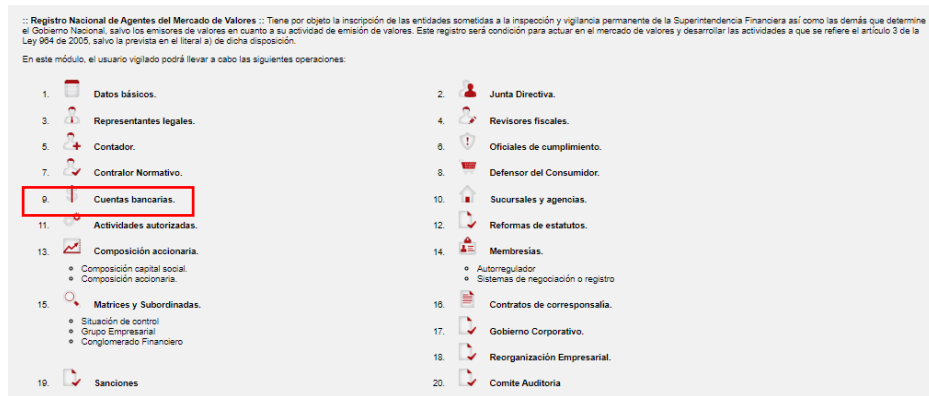 :: Registro Nacional de Agentes del Mercado de Valores :: Tiene por objeto la inscripción de las entidades sometidas a la inspección y vigilancia permanente de la Superintendencia Financiera así como las demás que determine
el Gobierno Nacional, salvo los emisores de valores en cuanto a su actividad de emisión de valores. Este registro será condición para actuar en el mercado de valores y desarrollar las actividades a que se refiere el artículo 3 de la
Ley 964 de 2005, salvo la prevista en el literal a) de dicha disposición.
En este módulo, el usuario vigilado podrá llevar a cabo las siguientes operaciones:
1. Datos básicos.
2. Junta Directiva.
3. Representantes legales.
4. Revisores fiscales.
5. Contador.
6. Oficiales de cumplimiento.
7. Contralor Normativo.
8. Defensor del Consumidor.
9. Cuentas bancarias.
10. Sucursales y agencias.
11. Actividades autorizadas.
12. Reformas de estatutos.
13. Composición accionaria.
Composición capital social.
Composición accionaria.
14. Membresías.
Autorregulador
Sistemas de negociación o registro
15. Matrices y Subordinadas.
Situación de control
Grupo Empresarial
Conglomerado Financiero
16. Contratos de corresponsalía.
17. Gobierno Corporativo.
18. Reorganización Empresarial.
19. Sanciones
20. Comite Auditoria